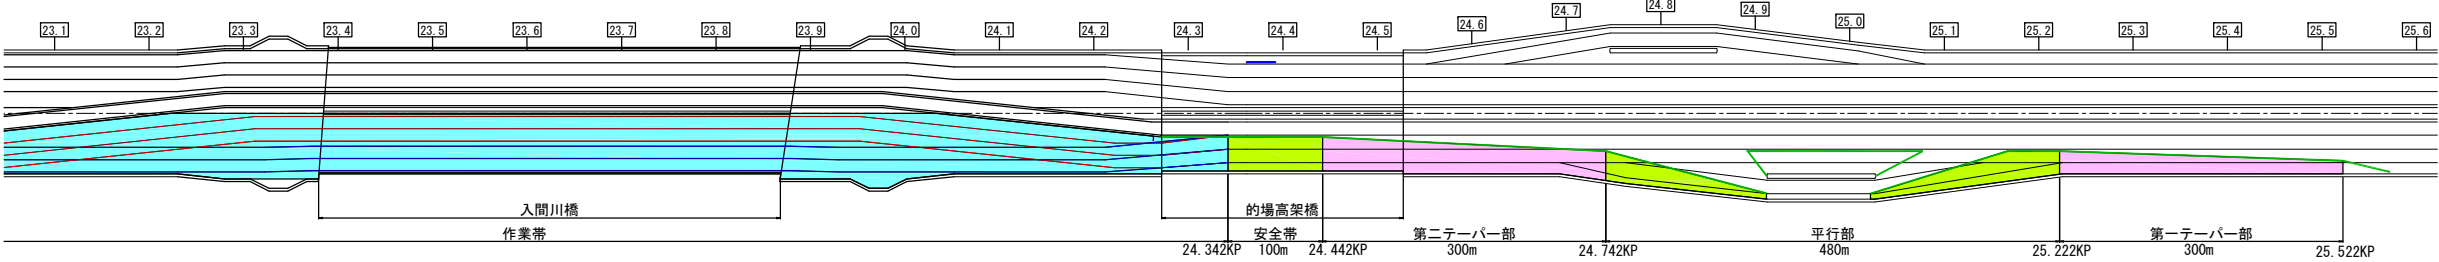 23.1 23.2 23.3 23.4 23.5 23.6 23.7 23.8 23.9 24.0 24.1 24.2 24.3 24.4 24.5 24.6 24.7 24.8 24.9 25.0 25.1 25.2 25.3 25.4 25.5 25.6
入間川橋 的場高架橋
作業帯 安全帯 第二テーパー部 平行部 第一テーパー部
24.342KP 100m 24.442KP 300m 24.742KP 480m 25.222KP 300m 25.522KP